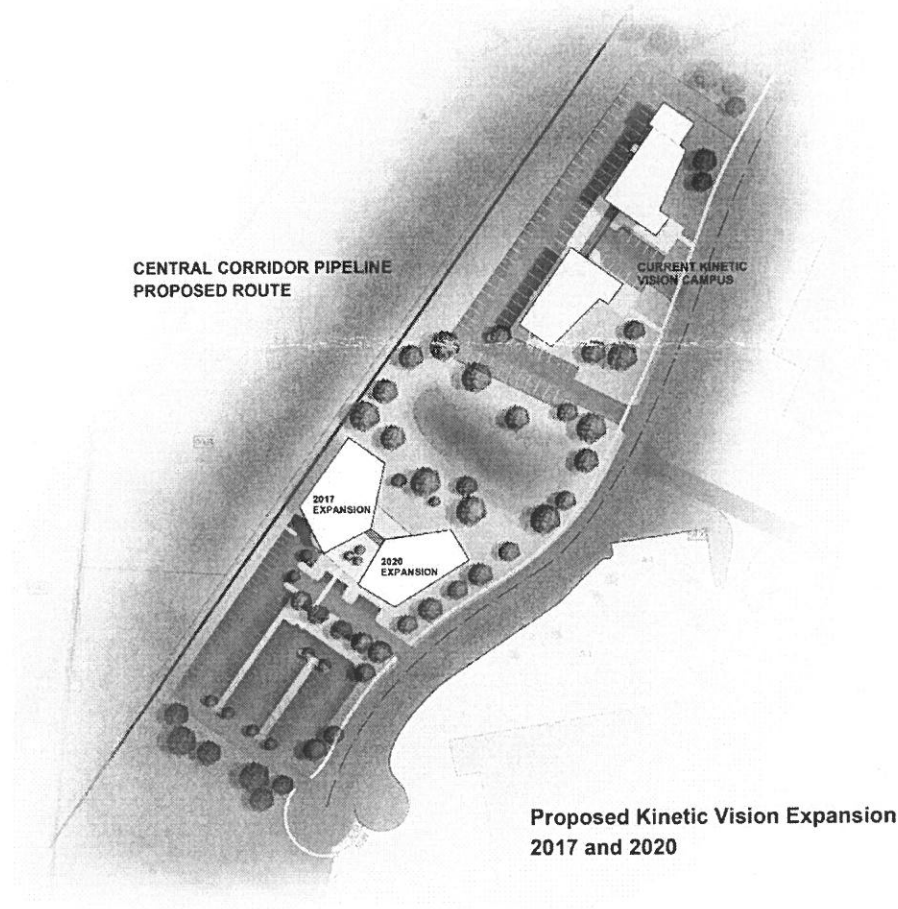 CENTRAL CORRIDOR PIPELINE
PROPOSED ROUTE
CURRENT KINETIC
VISION CAMPUS
2017
EXPANSION
2020
EXPANSION
Proposed Kinetic Vision Expansion
2017 and 2020